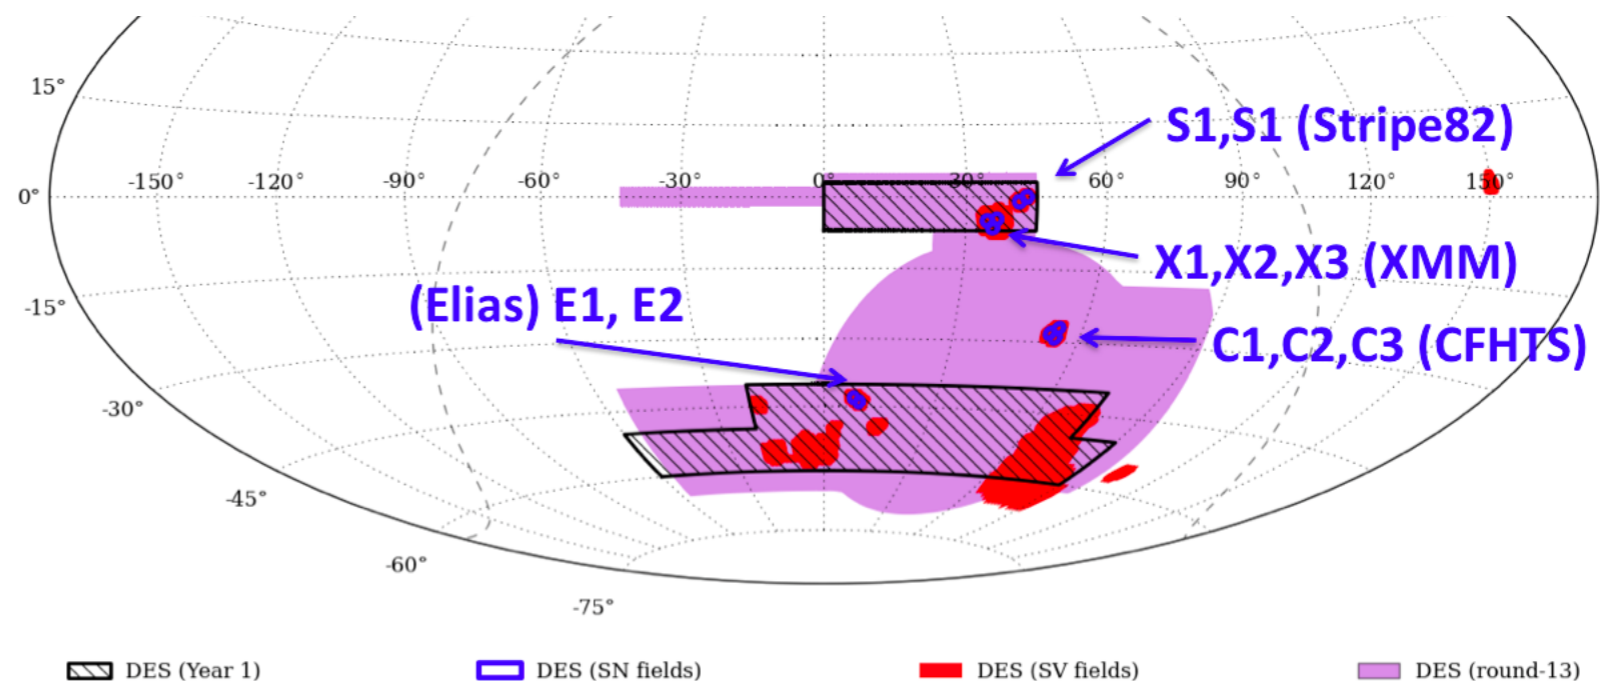 15°
S1,S1 (Stripe82)
-150° -120° -90° -60° -30° 0° 30° 60° 90° 120° 150°
0°
X1,X2,X3 (XMM)
(Elias) E1, E2
-15°
C1,C2,C3 (CFHTS)
-30°
-45°
-60°
-75°
DES (Year 1) DES (SN fields) DES (SV fields) DES (round-13)